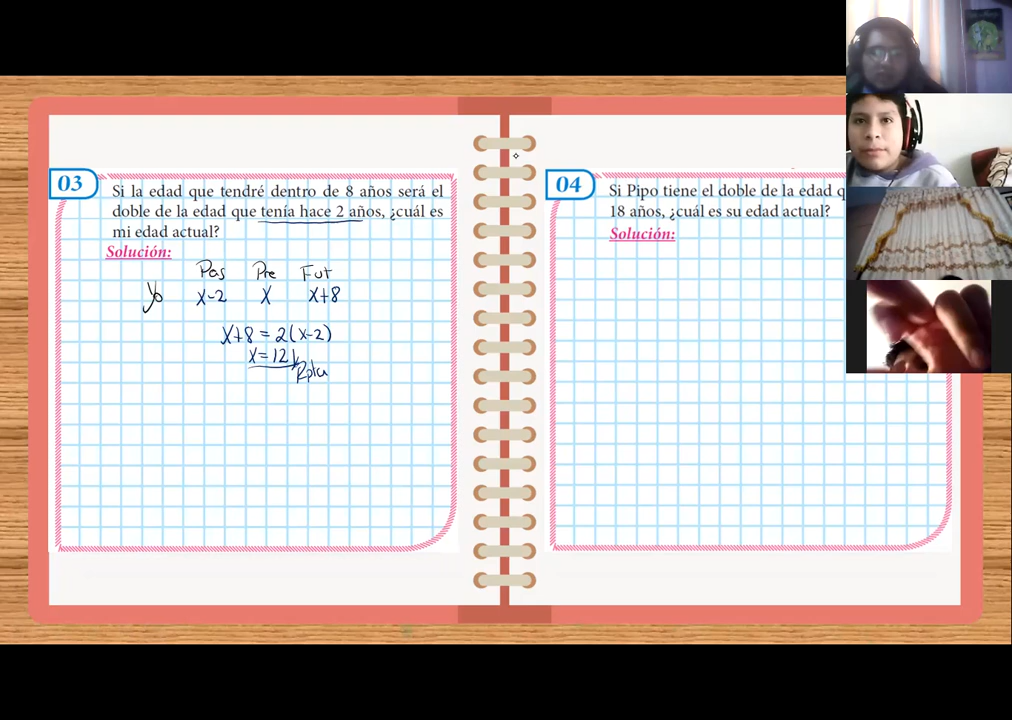 03
Si la edad que tendré dentro de 8 años será el
doble de la edad que tenía hace 2 años, ¿cuál es
mi edad actual?
Solución:
Pas Pre Fut
Yo x-2 x x+8
x+8 = 2(x-2)
x=12
Rpta
04
Si Pipo tiene el doble de la edad q
18 años, ¿cuál es su edad actual?
Solución: